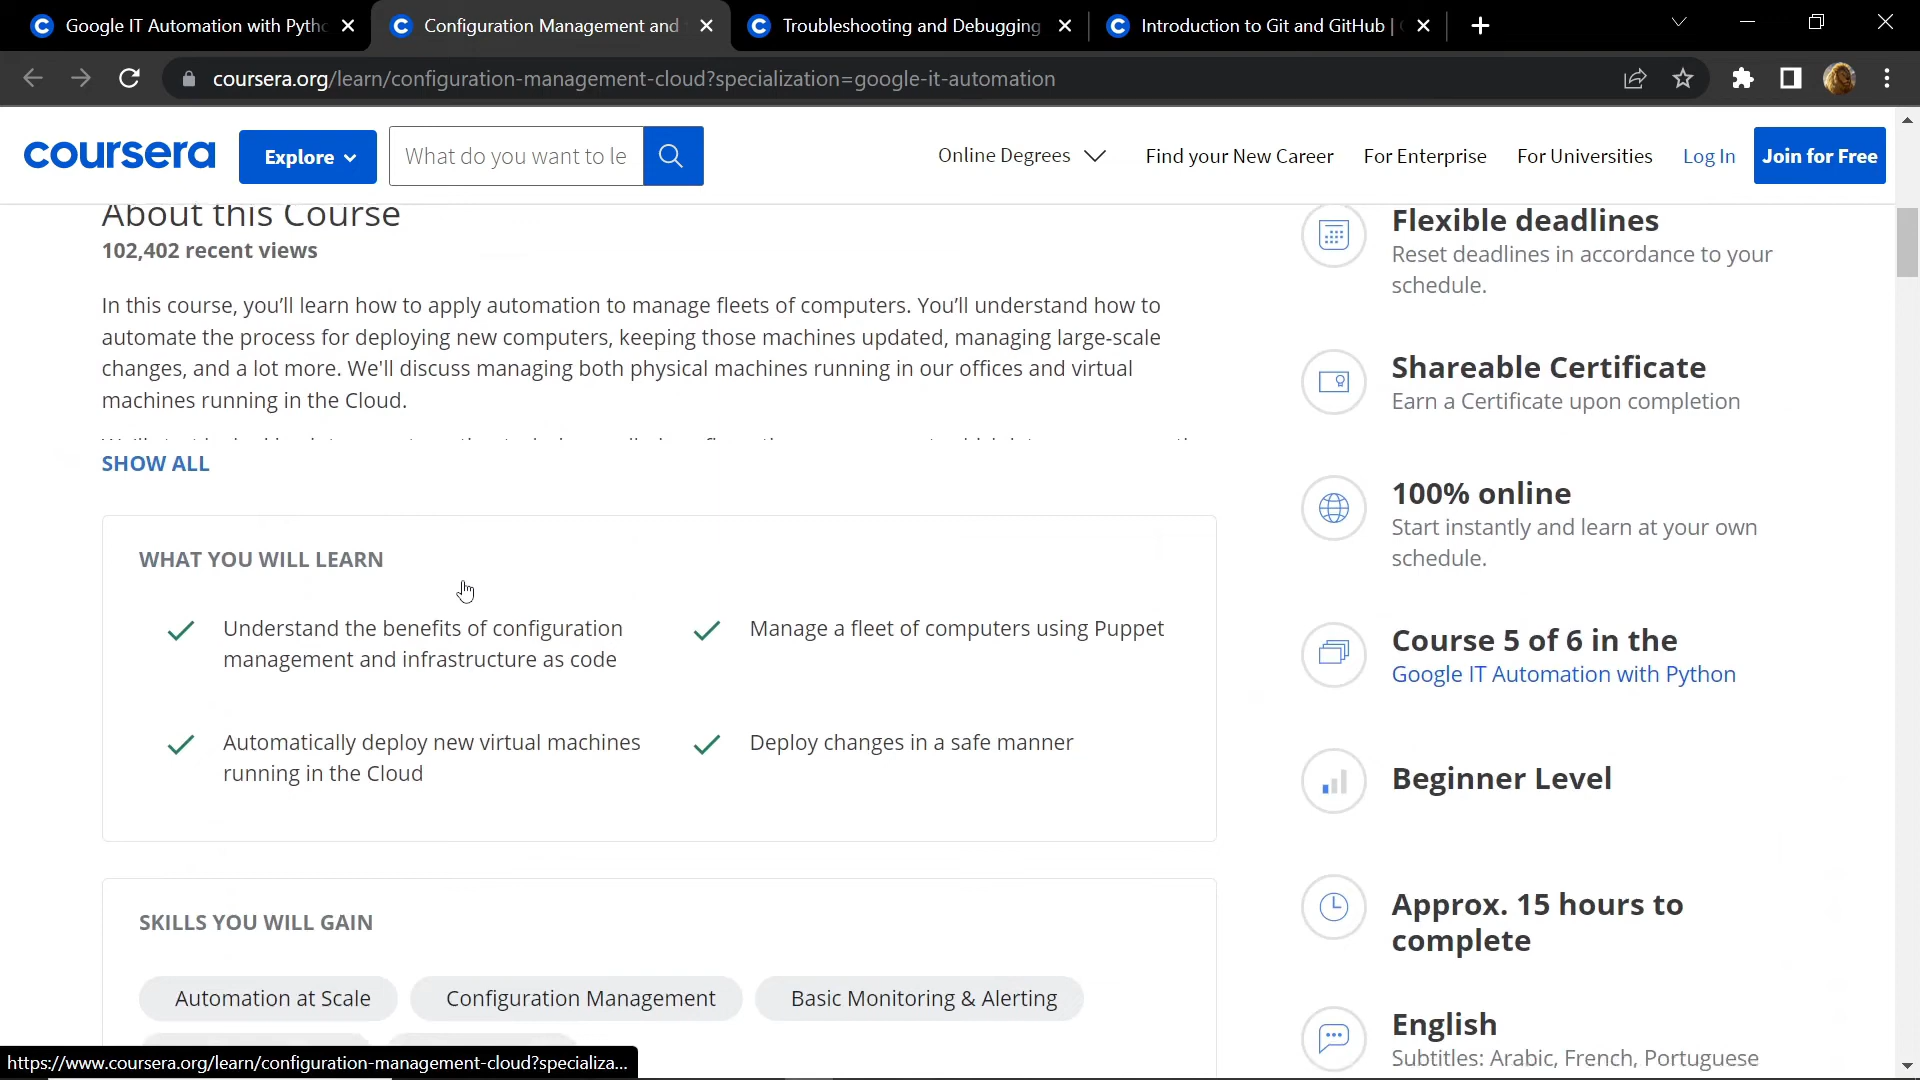 Google IT Automation with Pytho
Configuration Management and
Troubleshooting and Debugging
Introduction to Git and GitHub |
coursera.org/learn/configuration-management-cloud?specialization=google-it-automation
coursera
Explore
What do you want to le
Online Degrees
Find your New Career
For Enterprise
For Universities
Log In
Join for Free
About this Course
102,402 recent views
In this course, you'll learn how to apply automation to manage fleets of computers. You'll understand how to
automate the process for deploying new computers, keeping those machines updated, managing large-scale
changes, and a lot more. We'll discuss managing both physical machines running in our offices and virtual
machines running in the Cloud.
SHOW ALL
WHAT YOU WILL LEARN
Understand the benefits of configuration
management and infrastructure as code
Manage a fleet of computers using Puppet
Automatically deploy new virtual machines
running in the Cloud
Deploy changes in a safe manner
SKILLS YOU WILL GAIN
Automation at Scale
Configuration Management
Basic Monitoring & Alerting
Flexible deadlines
Reset deadlines in accordance to your
schedule.
Shareable Certificate
Earn a Certificate upon completion
100% online
Start instantly and learn at your own
schedule.
Course 5 of 6 in the
Google IT Automation with Python
Beginner Level
Approx. 15 hours to
complete
English
Subtitles: Arabic, French, Portuguese
https://www.coursera.org/learn/configuration-management-cloud?specializa...